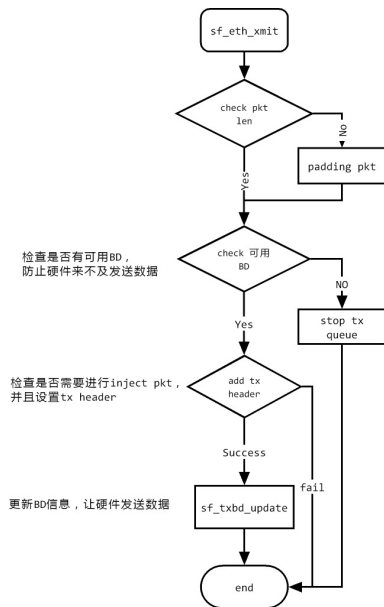 sf_eth_xmit
check pkt
len
No
padding pkt
Yes
检查是否有可用BD，
防止硬件来不及发送数据
check 可用
BD
NO
Yes
stop tx
queue
检查是否需要进行inject pkt，
并且设置tx header
add tx
header
Success
fail
更新BD信息，让硬件发送数据
sf_txbd_update
end